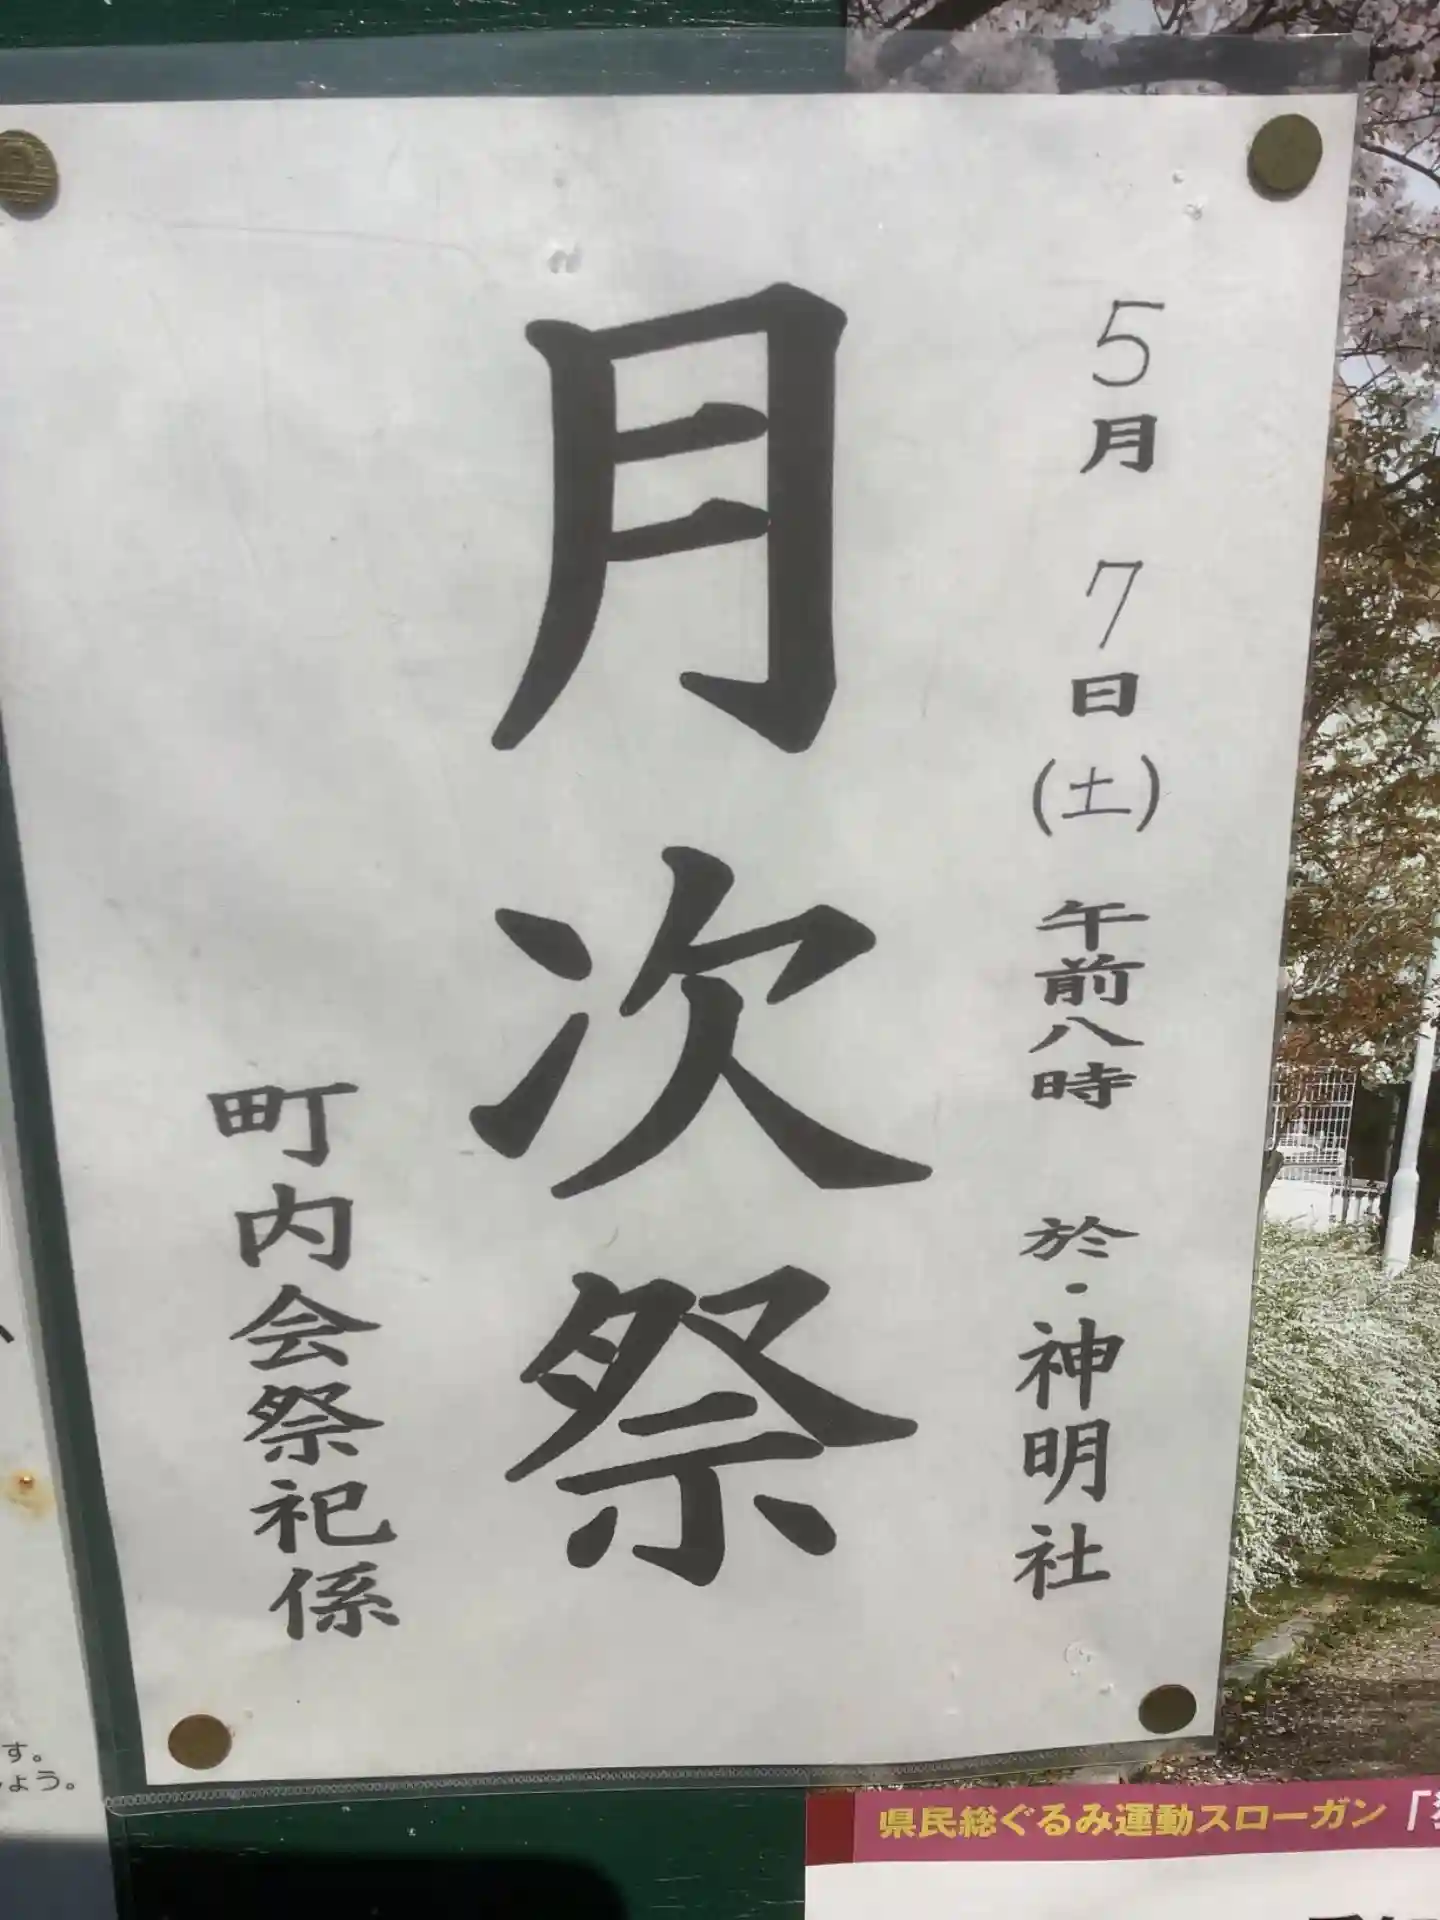 5月 7日(土) 午前八時 於・神明社
月次祭
町内会祭祀係
す。
ょう。
県民総ぐるみ運動スローガン「